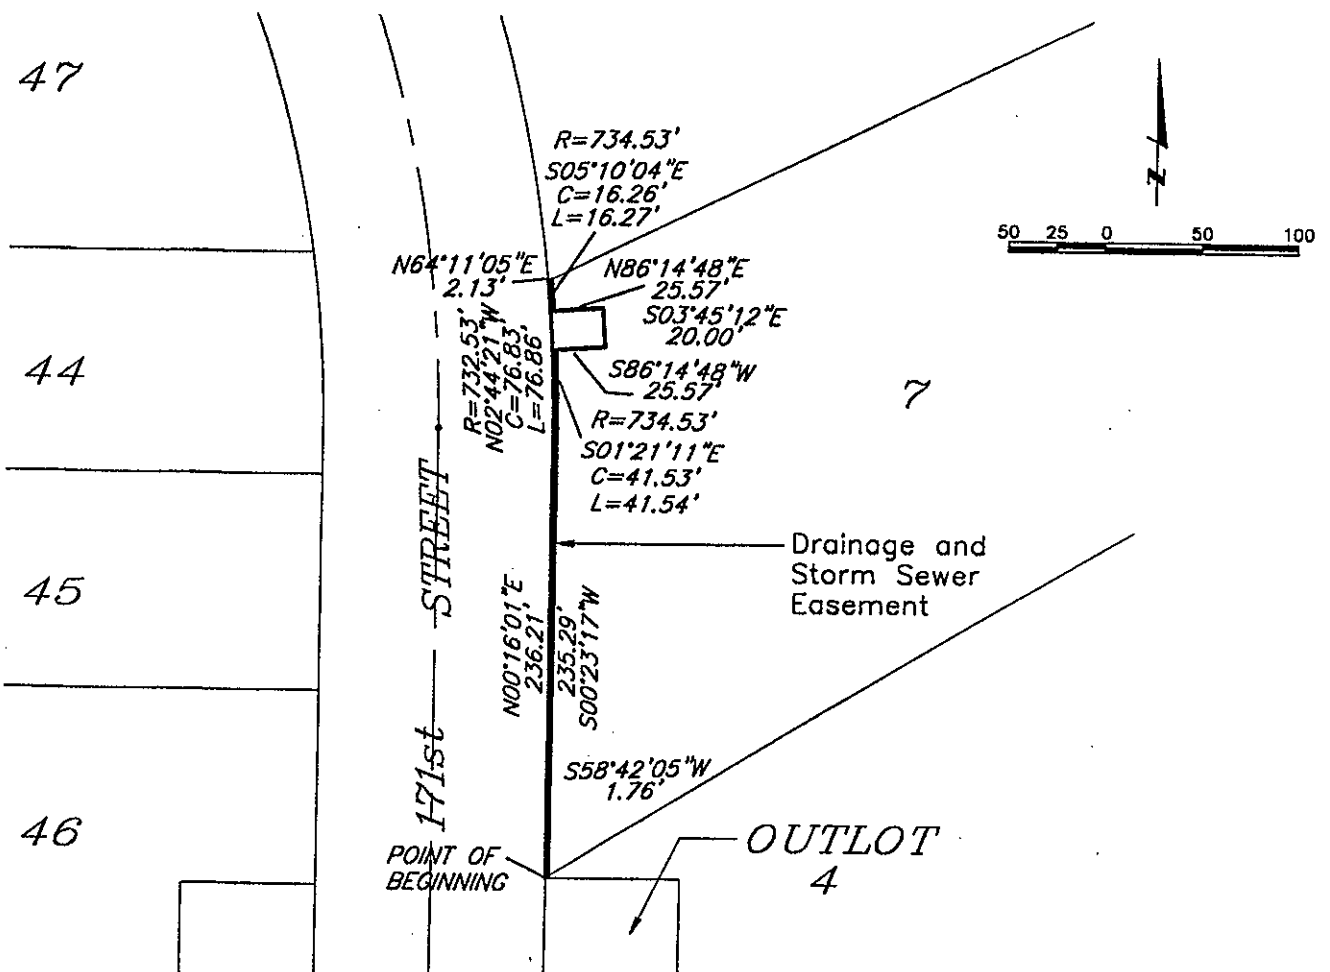 47
R=734.53'
S05°10'04"E
C=16.26'
L=16.27'
N
50 25 0 50 100
N64°11'05"E
2.13'
N86°14'48"E
25.57'
S03°45'12"E
20.00'
R=732.53'
N02°44'21"W
C=76.83'
L=76.86'
44
S86°14'48"W
25.57'
7
R=734.53'
S01°21'11"E
C=41.53'
L=41.54'
Drainage and
Storm Sewer
Easement
45
171st STREET
N00°16'01"E
236.21'
235.29'
S00°23'17"W
S58°42'05"W
1.76'
46
POINT OF
BEGINNING
OUTLOT
4